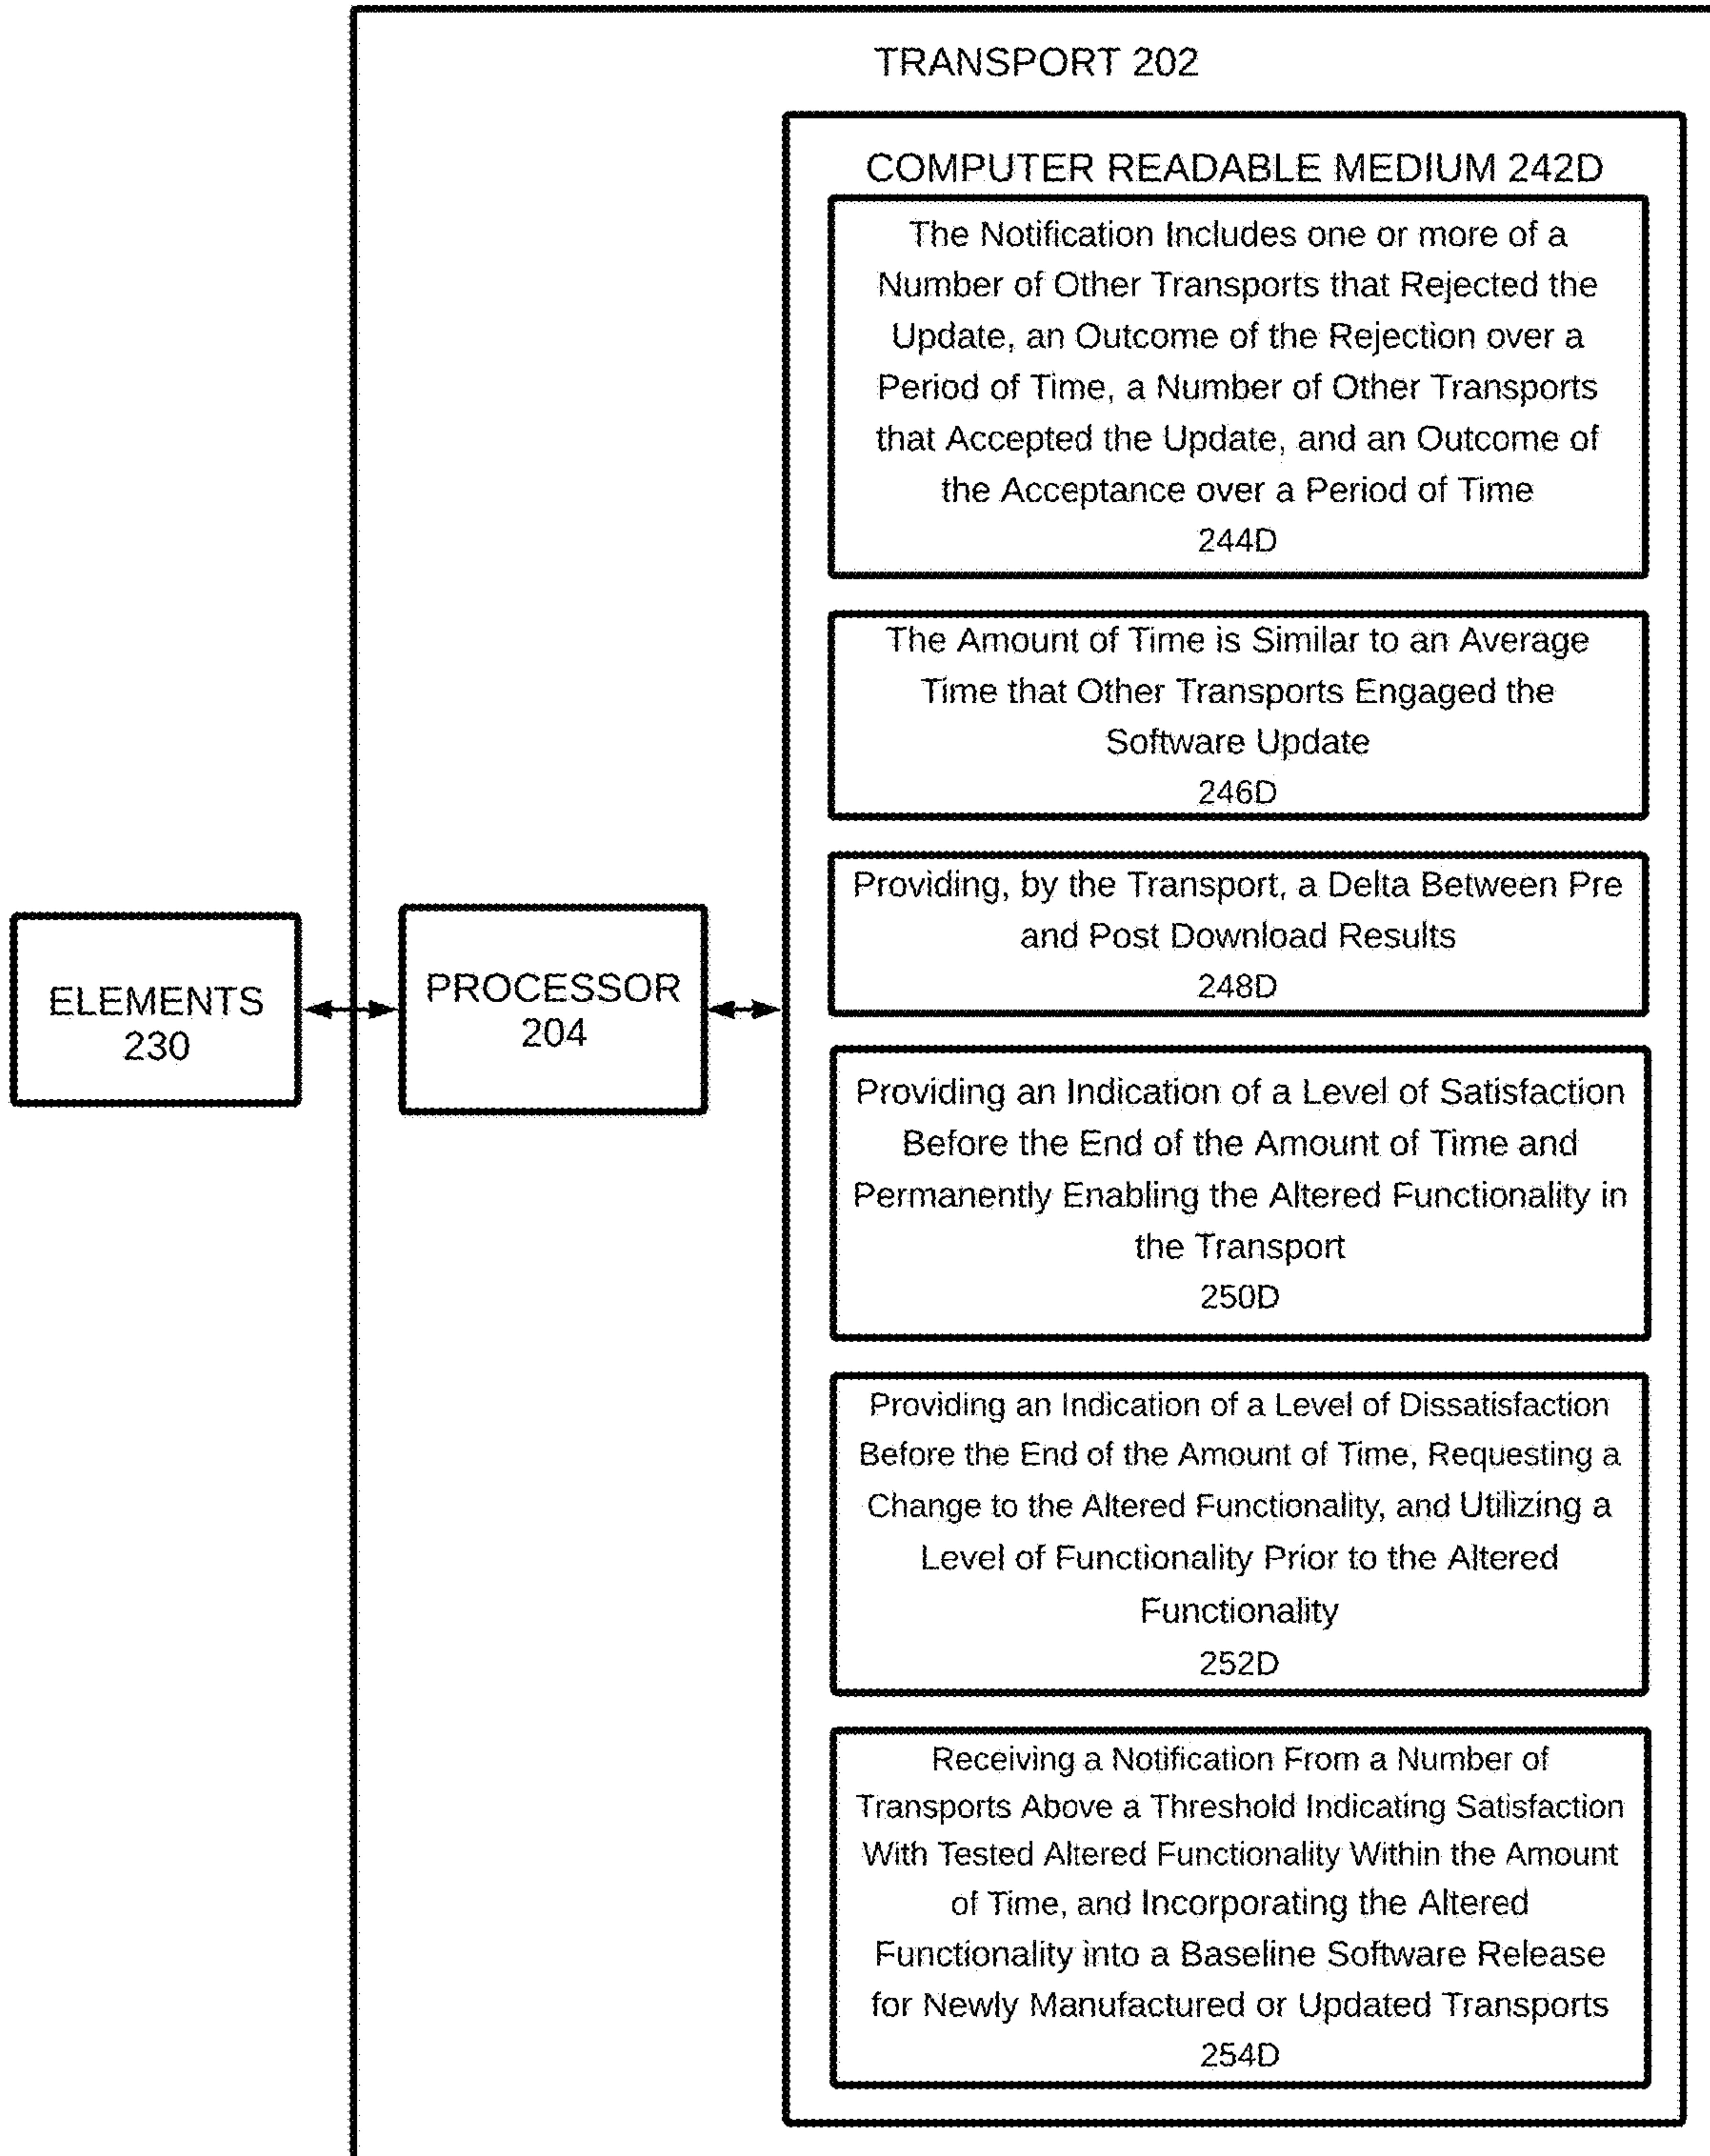 TRANSPORT 202
COMPUTER READABLE MEDIUM 242D
The Notification Includes one or more of a
Number of Other Transports that Rejected the
Update, an Outcome of the Rejection over a
Period of Time, a Number of Other Transports
that Accepted the Update, and an Outcome of
the Acceptance over a Period of Time
244D
The Amount of Time is Similar to an Average
Time that Other Transports Engaged the
Software Update
246D
Providing, by the Transport, a Delta Between Pre
and Post Download Results
248D
ELEMENTS
230
PROCESSOR
204
Providing an Indication of a Level of Satisfaction
Before the End of the Amount of Time and
Permanently Enabling the Altered Functionality in
the Transport
250D
Providing an Indication of a Level of Dissatisfaction
Before the End of the Amount of Time, Requesting a
Change to the Altered Functionality, and Utilizing a
Level of Functionality Prior to the Altered
Functionality
252D
Receiving a Notification From a Number of
Transports Above a Threshold Indicating Satisfaction
With Tested Altered Functionality Within the Amount
of Time, and Incorporating the Altered
Functionality into a Baseline Software Release
for Newly Manufactured or Updated Transports
254D